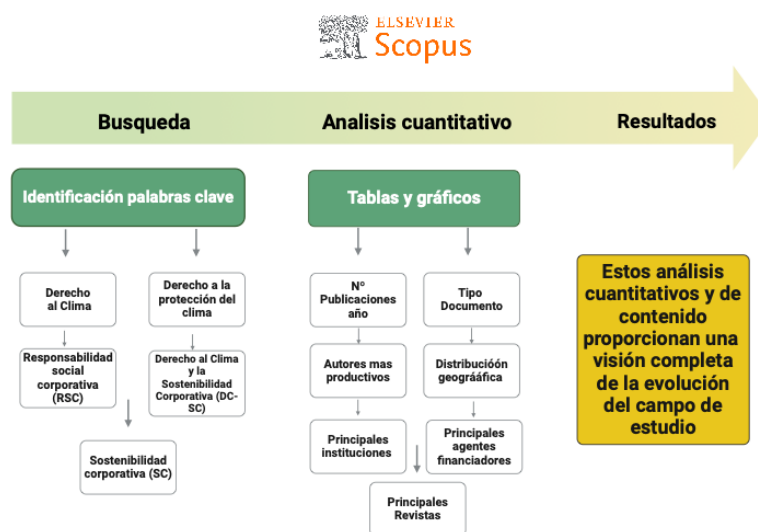 ELSEVIER
Scopus
Busqueda
Analisis cuantitativo
Resultados
Identificación palabras clave
Derecho
al Clima
Derecho a la
protección del
clima
Responsabilidad
social
corporativa
(RSC)
Derecho al Clima
y la
Sostenibilidad
Corporativa (DC-
SC)
Sostenibilidad
corporativa (SC)
Tablas y gráficos
Nº
Publicaciones
año
Tipo
Documento
Autores mas
productivos
Distribucióón
geográáfica
Principales
instituciones
Principales
agentes
financiadores
Principales
Revistas
Estos análisis
cuantitativos y de
contenido
proporcionan una
visión completa
de la evolución
del campo de
estudio